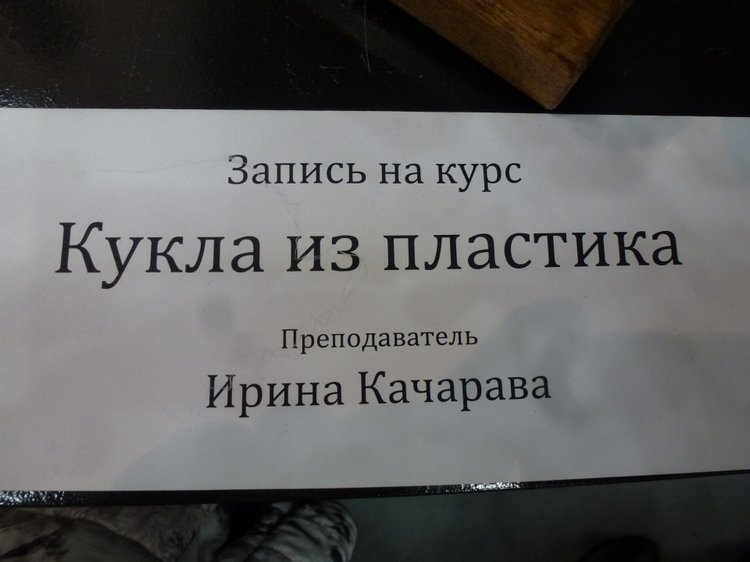 Запись на курс
Кукла из пластика
Преподаватель
Ирина Качарава